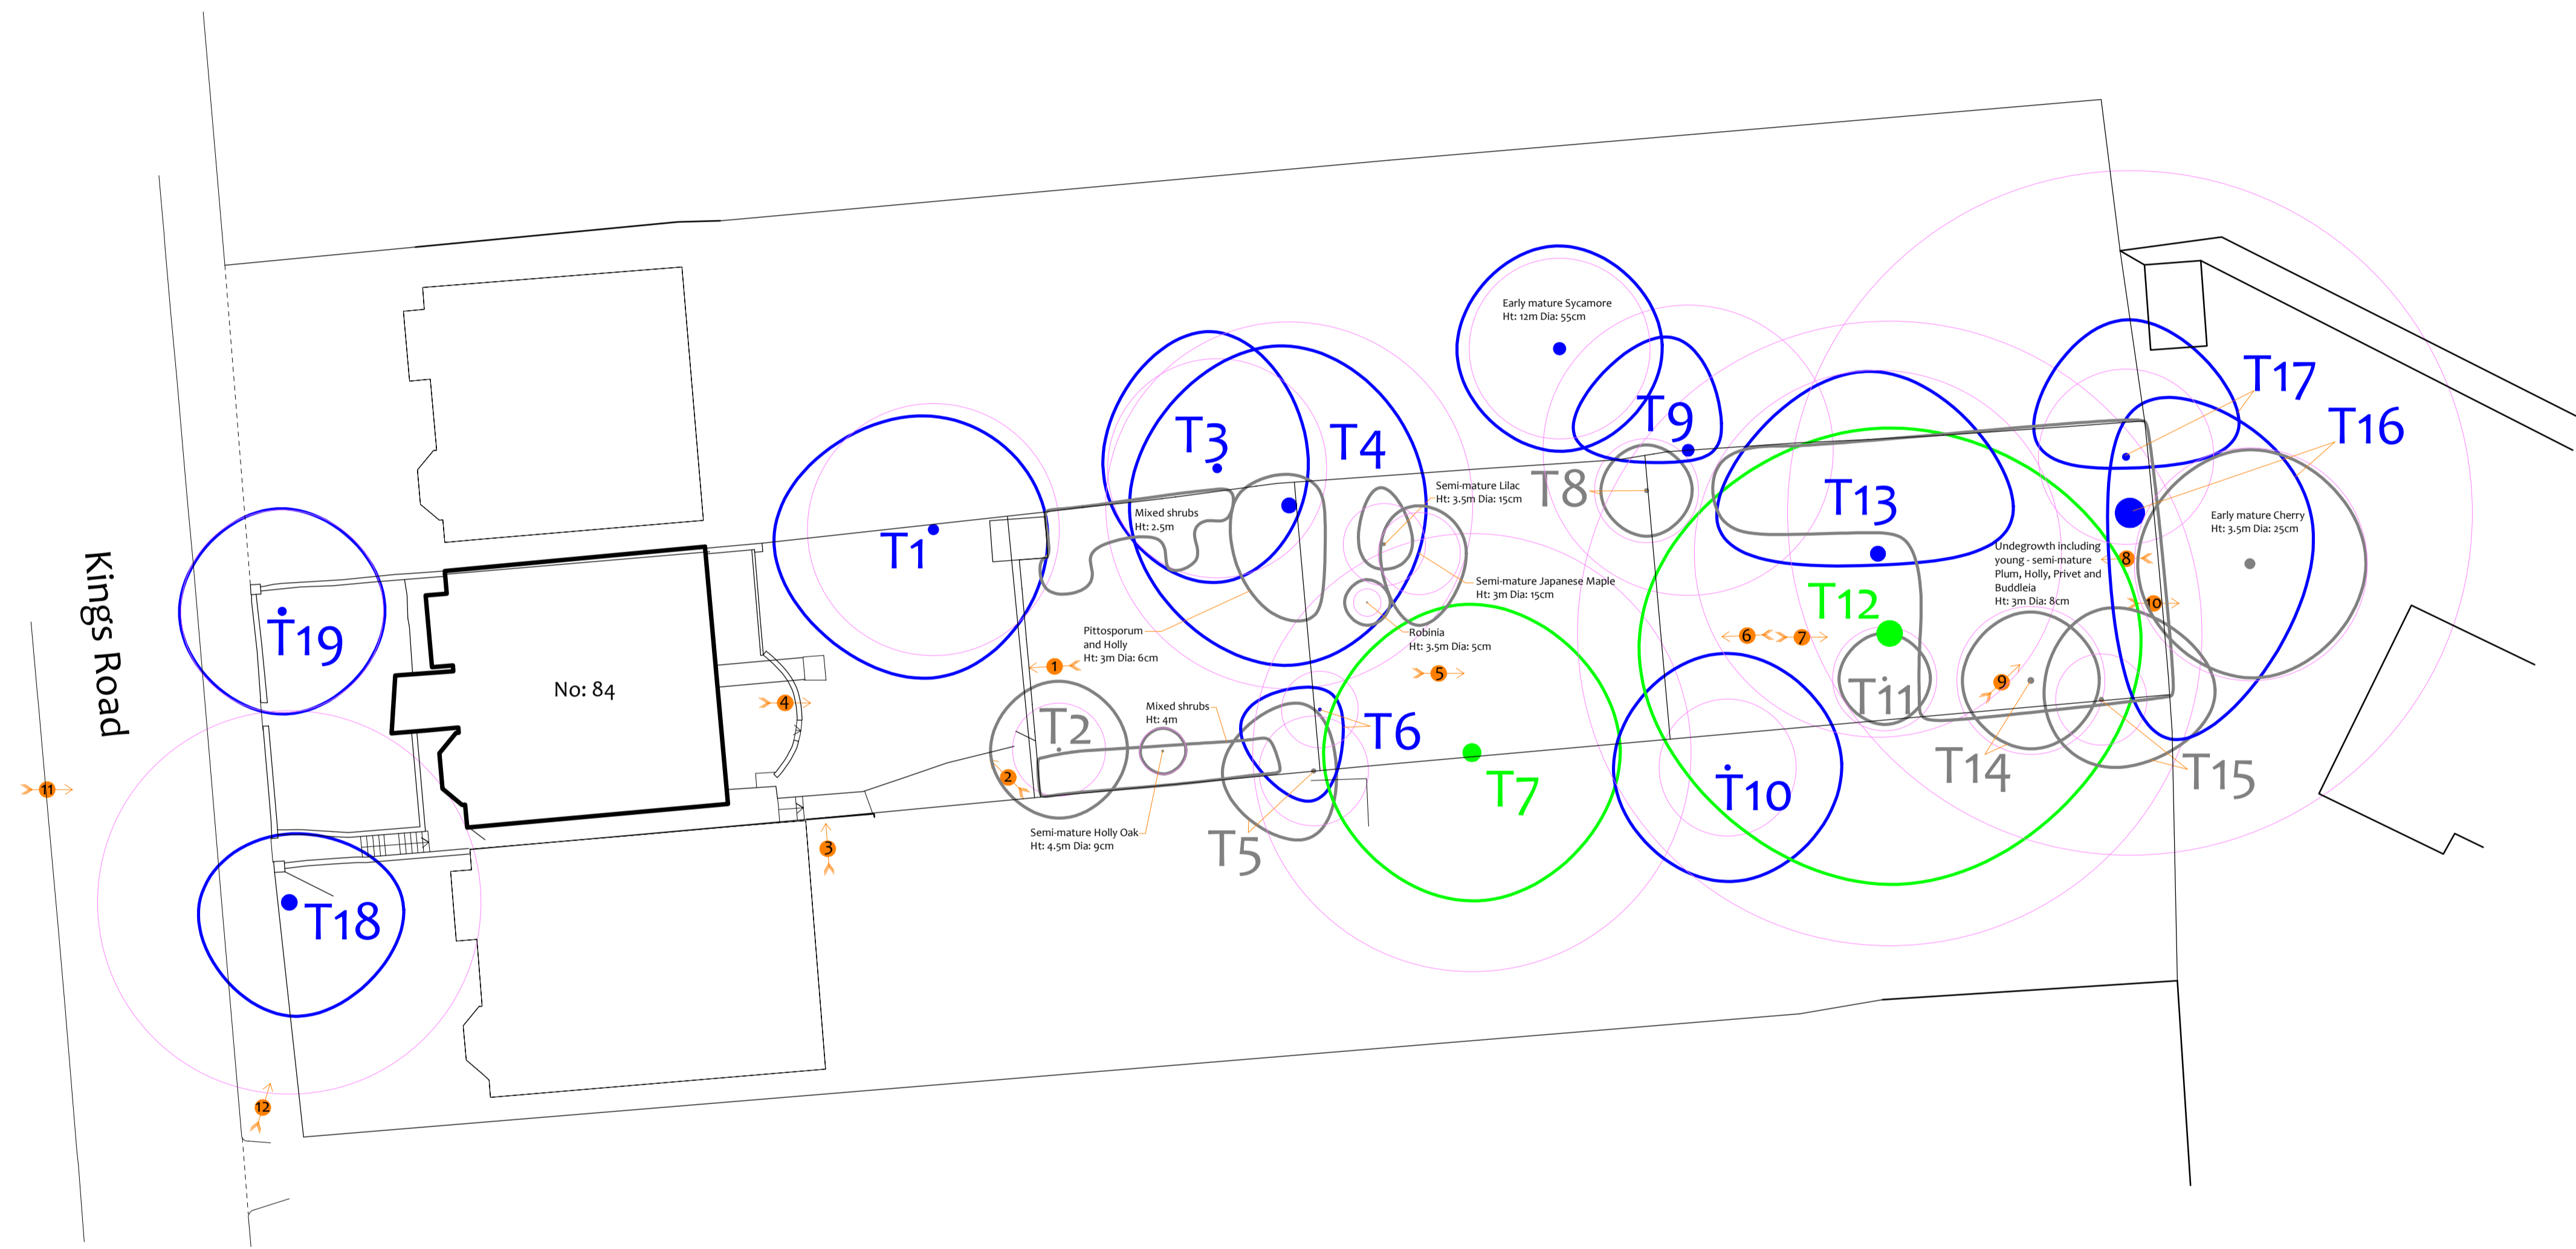 Kings Road
No: 84
T19
T18
T1
T2
T3
T4
Mixed shrubs
Ht: 2.5m
Pittosporum
and Holly
Ht: 3m Dia: 6cm
Mixed shrubs
Ht: 4m
Semi-mature Holly Oak
Ht: 4.5m Dia: 9cm
T5
T6
T7
Semi-mature Lilac
Ht: 3.5m Dia: 15cm
Semi-mature Japanese Maple
Ht: 3m Dia: 15cm
Robinia
Ht: 3.5m Dia: 5cm
Early mature Sycamore
Ht: 12m Dia: 55cm
T8
T9
T10
T11
T12
T13
Undegrowth including
young - semi-mature
Plum, Holly, Privet and
Buddleia
Ht: 3m Dia: 8cm
T14
T15
T17
T16
Early mature Cherry
Ht: 3.5m Dia: 25cm
1
2
3
4
5
6
7
8
9
10
11
12